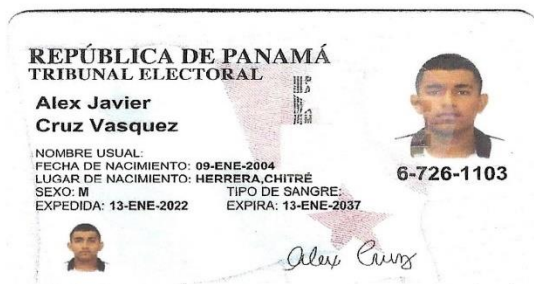 REPÚBLICA DE PANAMÁ
TRIBUNAL ELECTORAL
Alex Javier
Cruz Vasquez
NOMBRE USUAL:
FECHA DE NACIMIENTO: 09-ENE-2004
LUGAR DE NACIMIENTO: HERRERA,CHITRÉ
SEXO: M TIPO DE SANGRE:
EXPEDIDA: 13-ENE-2022 EXPIRA: 13-ENE-2037
6-726-1103
Alex Cruz